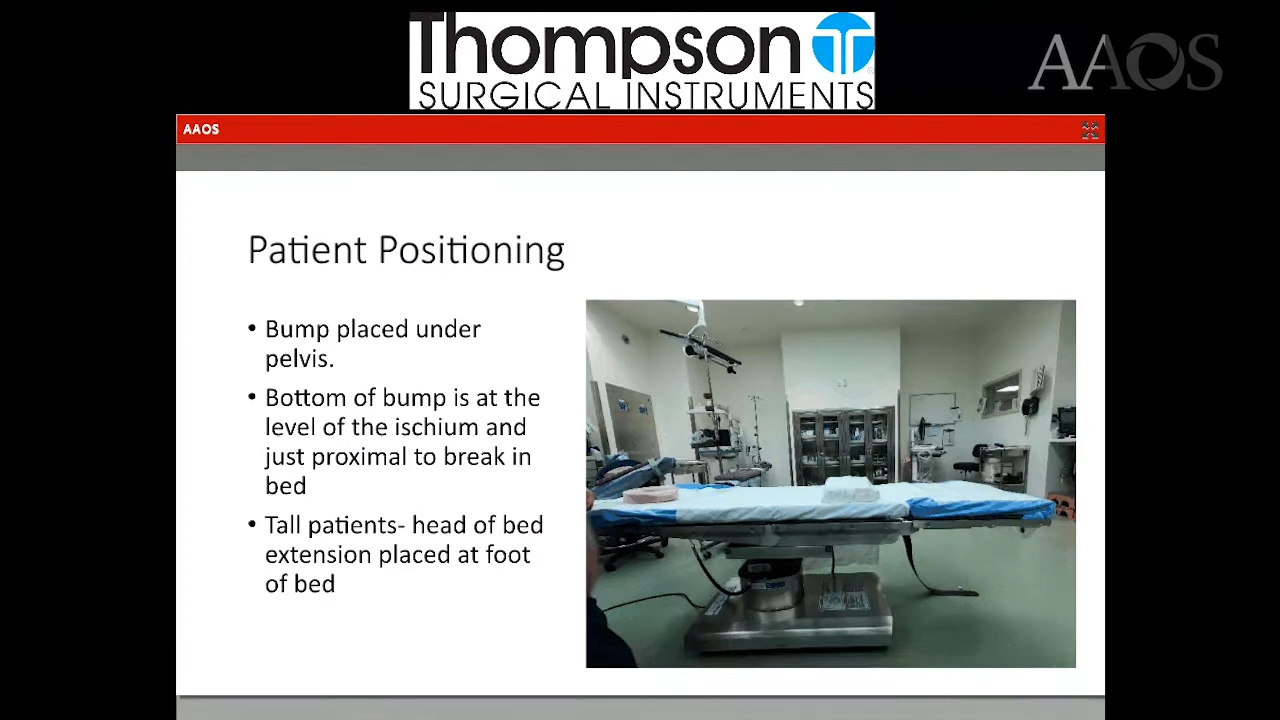 Thompson
SURGICAL INSTRUMENTS
AAOS
AAOS
Patient Positioning
• Bump placed under
pelvis.
• Bottom of bump is at the
level of the ischium and
just proximal to break in
bed
• Tall patients- head of bed
extension placed at foot
of bed